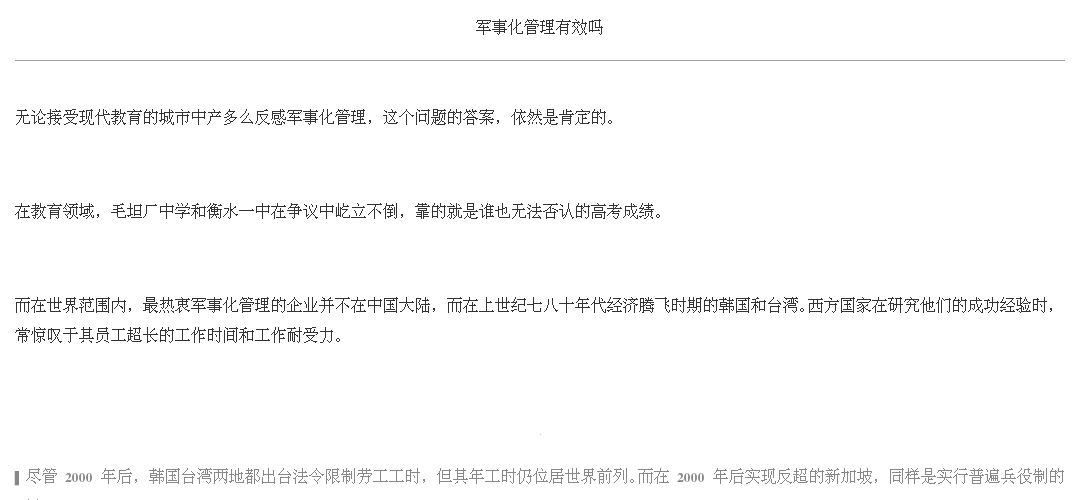 军事化管理有效吗
无论接受现代教育的城市中产多么反感军事化管理，这个问题的答案，依然是肯定的。
在教育领域，毛坦厂中学和衡水一中在争议中屹立不倒，靠的就是谁也无法否认的高考成绩。
而在世界范围内，最热衷军事化管理的企业并不在中国大陆，而在上世纪七八十年代经济腾飞时期的韩国和台湾。西方国家在研究他们的成功经验时，
常惊叹于其员工超长的工作时间和工作耐受力。
尽管 2000 年后，韩国台湾两地都出台法令限制劳工工时，但其年工时仍位居世界前列。而在 2000 年后实现反超的新加坡，同样是实行普遍兵役制的